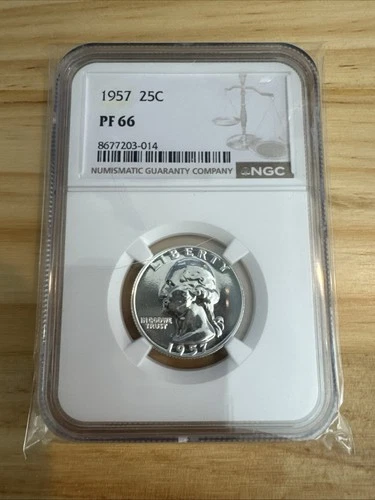 1957 25C
PF 66
8677203-014
NUMISMATIC GUARANTY COMPANY
NGC
LIBERTY
IN GOD WE
TRUST
1957